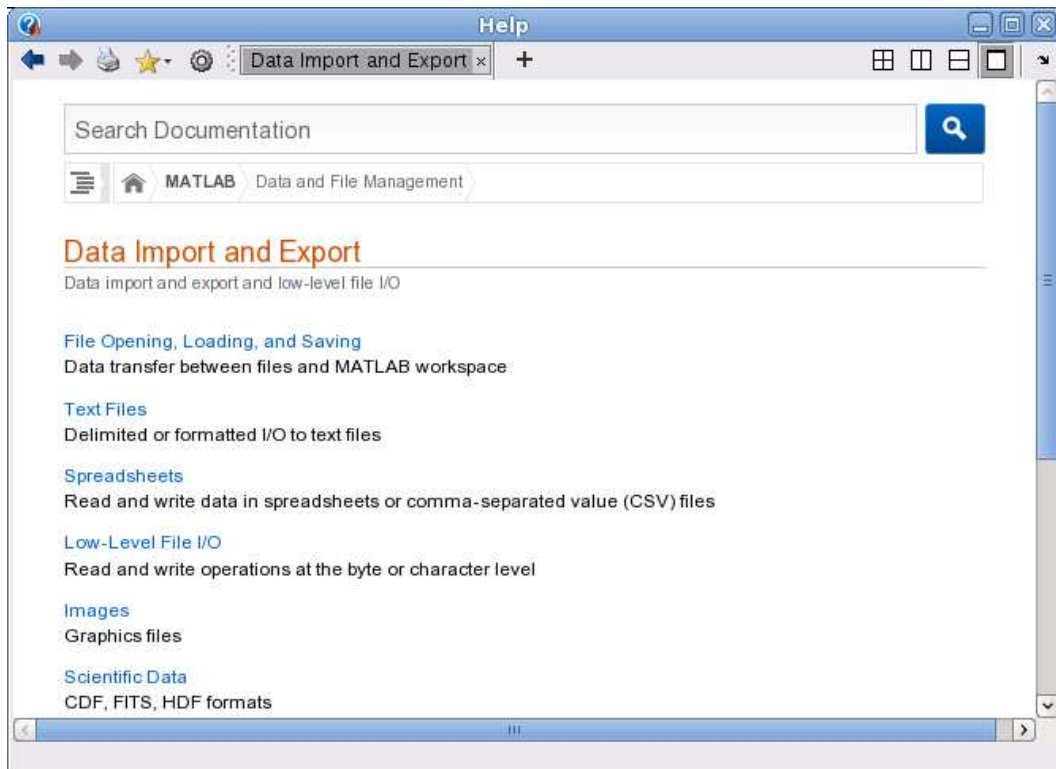 Help
Data Import and Export
Search Documentation
MATLAB Data and File Management
Data Import and Export
Data import and export and low-level file I/O
File Opening, Loading, and Saving
Data transfer between files and MATLAB workspace
Text Files
Delimited or formatted I/O to text files
Spreadsheets
Read and write data in spreadsheets or comma-separated value (CSV) files
Low-Level File I/O
Read and write operations at the byte or character level
Images
Graphics files
Scientific Data
CDF, FITS, HDF formats